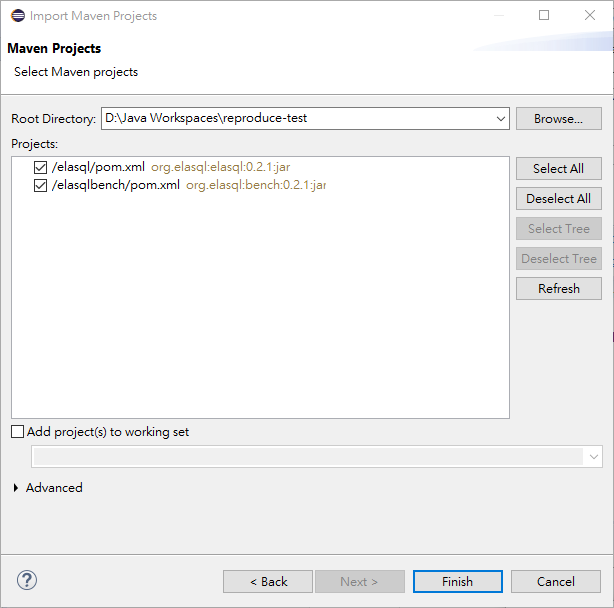 Import Maven Projects
Maven Projects
Select Maven projects
Root Directory: D:\Java Workspaces\reproduce-test Browse...
Projects:
/elasql/pom.xml org.elasql:elasql:0.2.1:jar
/elasqlbench/pom.xml org.elasql:bench:0.2.1:jar
Select All
Deselect All
Select Tree
Deselect Tree
Refresh
Add project(s) to working set
Advanced
? < Back Next > Finish Cancel